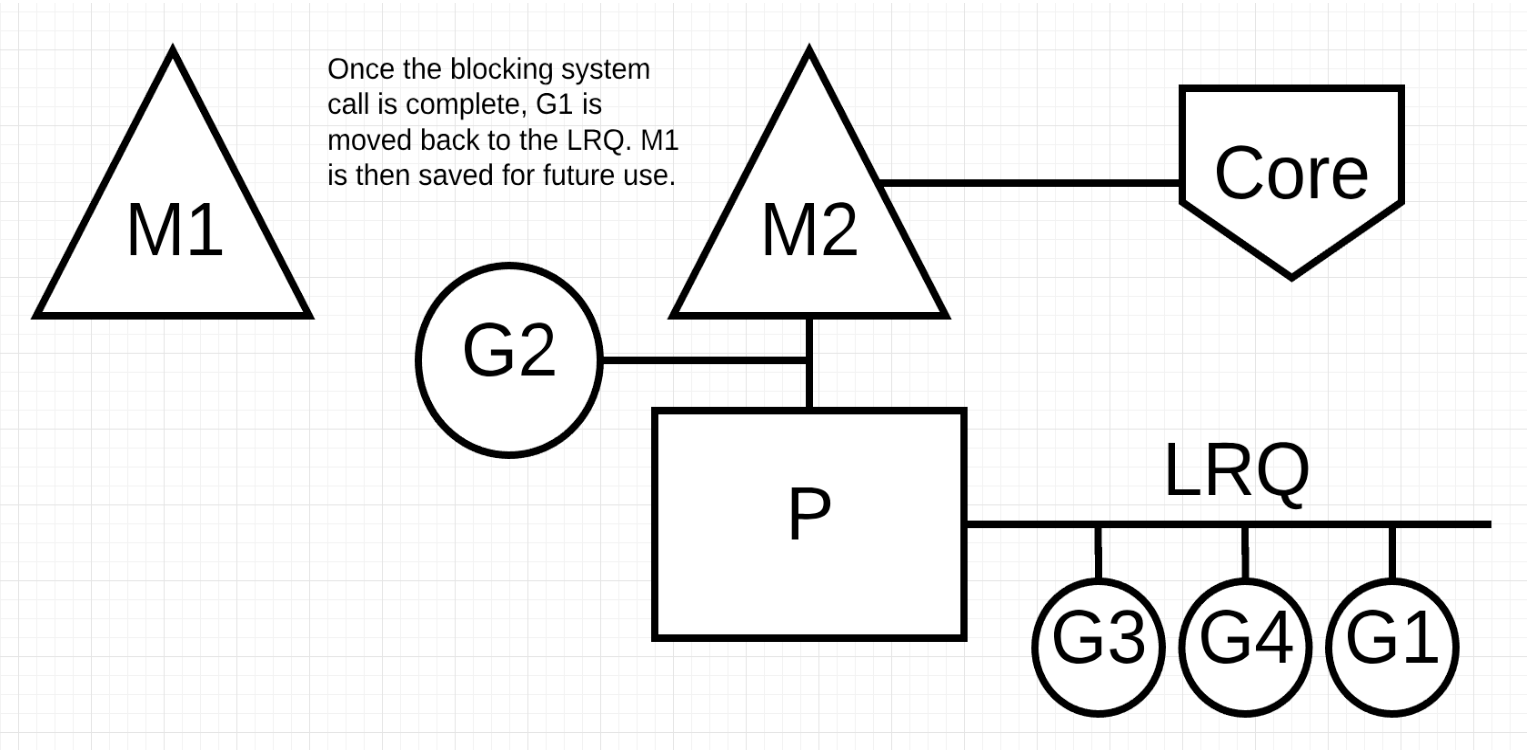 Once the blocking system
call is complete, G1 is
moved back to the LRQ. M1
is then saved for future use.
M1
M2
Core
G2
P
LRQ
G3
G4
G1